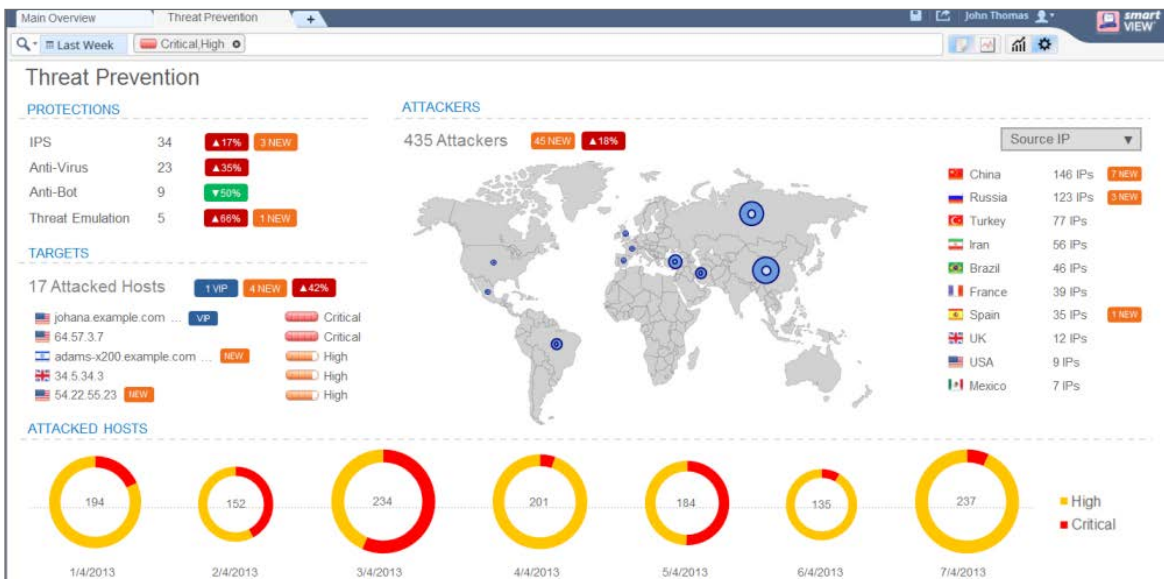 Main Overview
Threat Prevention
+
John Thomas
smart
VIEW
Last Week
Critical,High
Threat Prevention
PROTECTIONS
IPS 34 ▲17% 3 NEW
Anti-Virus 23 ▲35%
Anti-Bot 9 ▼50%
Threat Emulation 5 ▲66% 1 NEW
TARGETS
17 Attacked Hosts 1 VIP 4 NEW ▲42%
johana.example.com ... VIP Critical
64.57.3.7 Critical
adams-x200.example.com ... NEW High
34.5.34.3 High
54.22.55.23 NEW High
ATTACKERS
435 Attackers 45 NEW ▲18%
Source IP ▼
China 146 IPs 7 NEW
Russia 123 IPs 3 NEW
Turkey 77 IPs
Iran 56 IPs
Brazil 46 IPs
France 39 IPs
Spain 35 IPs 1 NEW
UK 12 IPs
USA 9 IPs
Mexico 7 IPs
ATTACKED HOSTS
194 152 234 201 184 135 237
High
Critical
1/4/2013 2/4/2013 3/4/2013 4/4/2013 5/4/2013 6/4/2013 7/4/2013